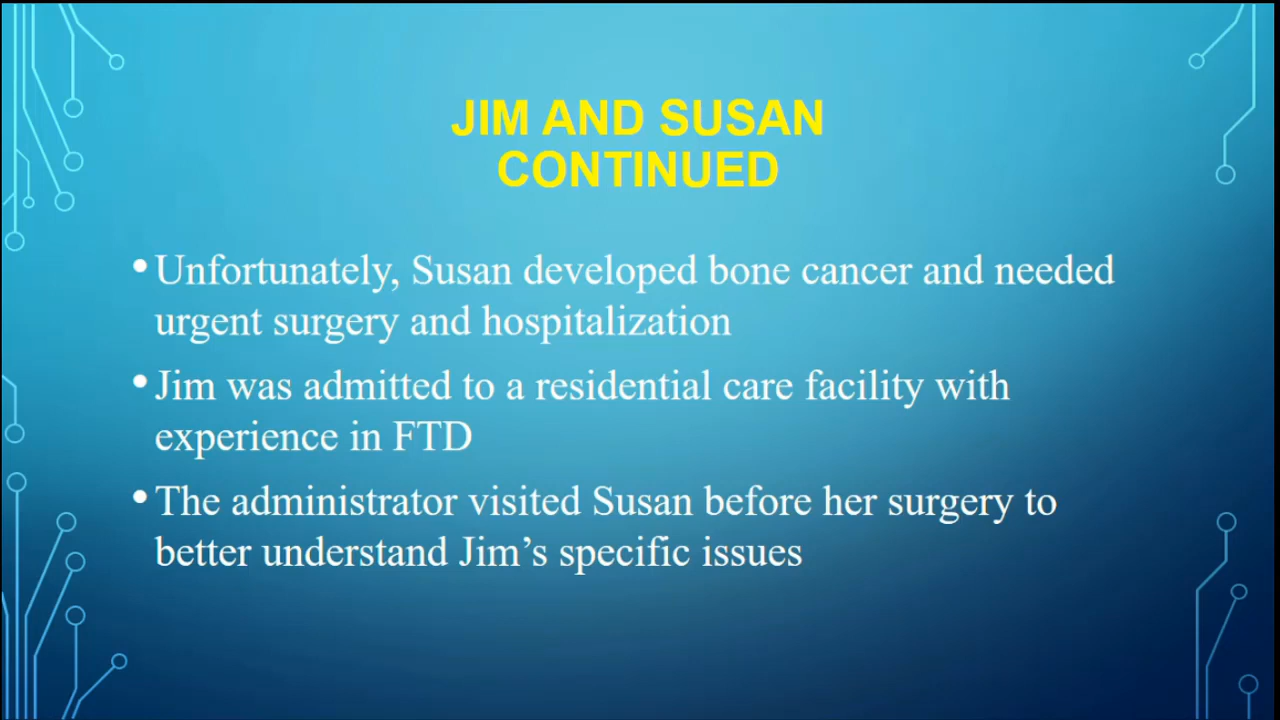 JIM AND SUSAN
CONTINUED
• Unfortunately, Susan developed bone cancer and needed
urgent surgery and hospitalization
• Jim was admitted to a residential care facility with
experience in FTD
• The administrator visited Susan before her surgery to
better understand Jim’s specific issues